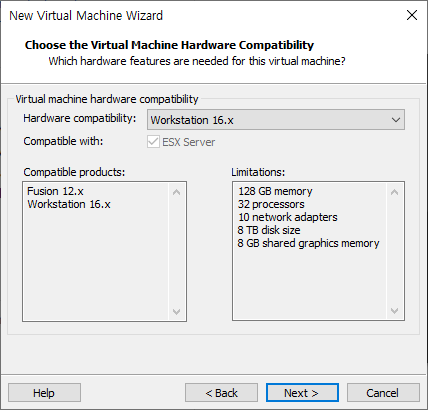 New Virtual Machine Wizard
Choose the Virtual Machine Hardware Compatibility
Which hardware features are needed for this virtual machine?
Virtual machine hardware compatibility
Hardware compatibility: Workstation 16.x
Compatible with: ESX Server
Compatible products:
Fusion 12.x
Workstation 16.x
Limitations:
128 GB memory
32 processors
10 network adapters
8 TB disk size
8 GB shared graphics memory
Help < Back Next > Cancel